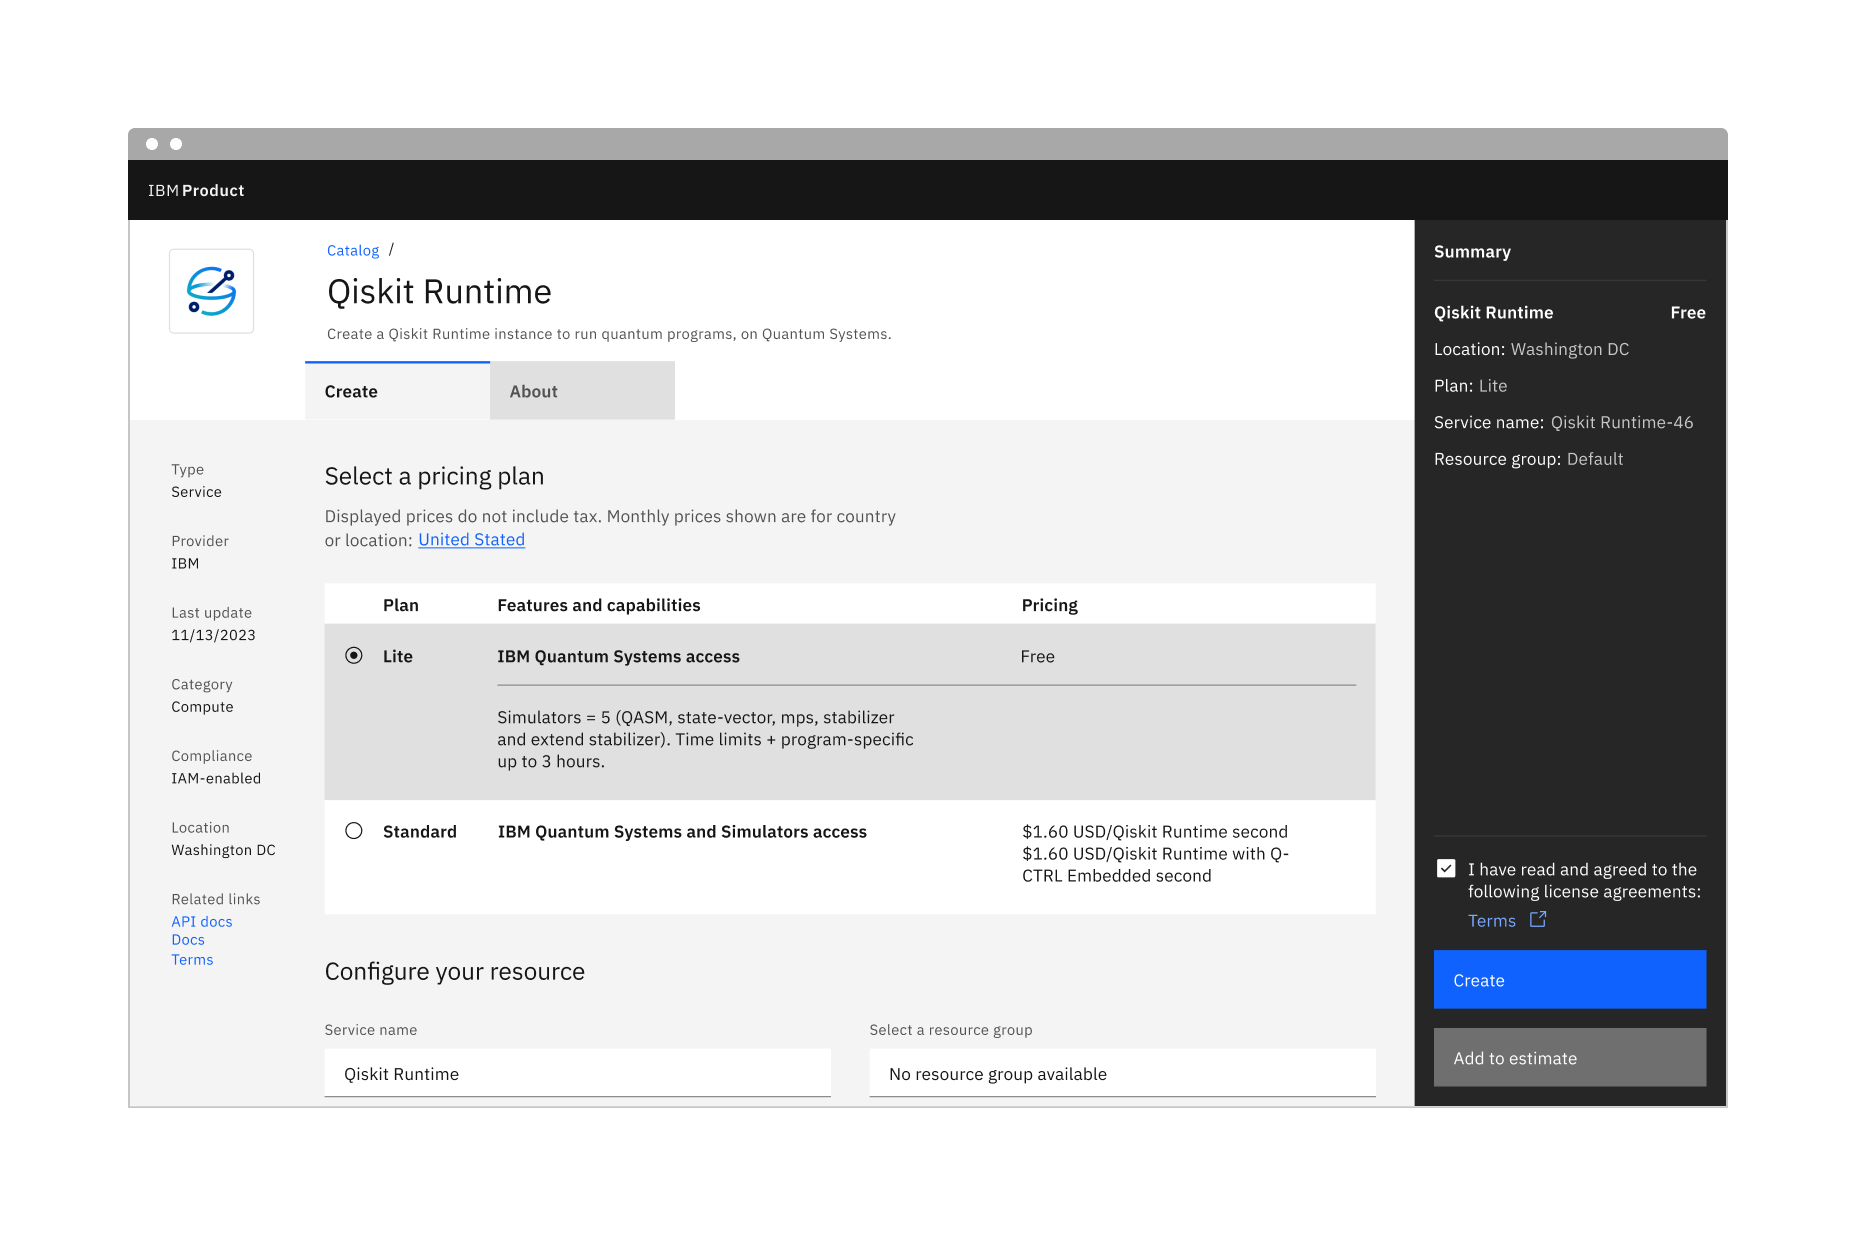 IBM Product
Catalog /
Qiskit Runtime
Create a Qiskit Runtime instance to run quantum programs, on Quantum Systems.
Create
About
Type
Service
Provider
IBM
Last update
11/13/2023
Category
Compute
Compliance
IAM-enabled
Location
Washington DC
Related links
API docs
Docs
Terms
Select a pricing plan
Displayed prices do not include tax. Monthly prices shown are for country
or location: United Stated
Plan Features and capabilities Pricing
Lite IBM Quantum Systems access Free
Simulators = 5 (QASM, state-vector, mps, stabilizer
and extend stabilizer). Time limits + program-specific
up to 3 hours.
Standard IBM Quantum Systems and Simulators access $1.60 USD/Qiskit Runtime second
$1.60 USD/Qiskit Runtime with Q-
CTRL Embedded second
Configure your resource
Service name
Qiskit Runtime
Select a resource group
No resource group available
Summary
Qiskit Runtime Free
Location: Washington DC
Plan: Lite
Service name: Qiskit Runtime-46
Resource group: Default
I have read and agreed to the
following license agreements:
Terms
Create
Add to estimate